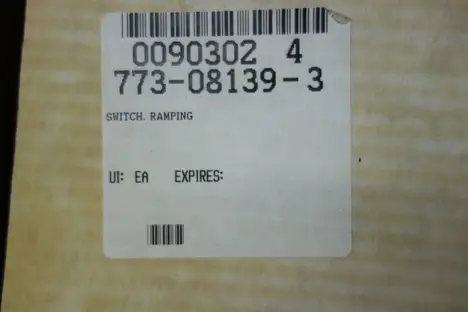 0090302 4
773-08139-3
SWITCH. RAMPING
UI: EA EXPIRES: